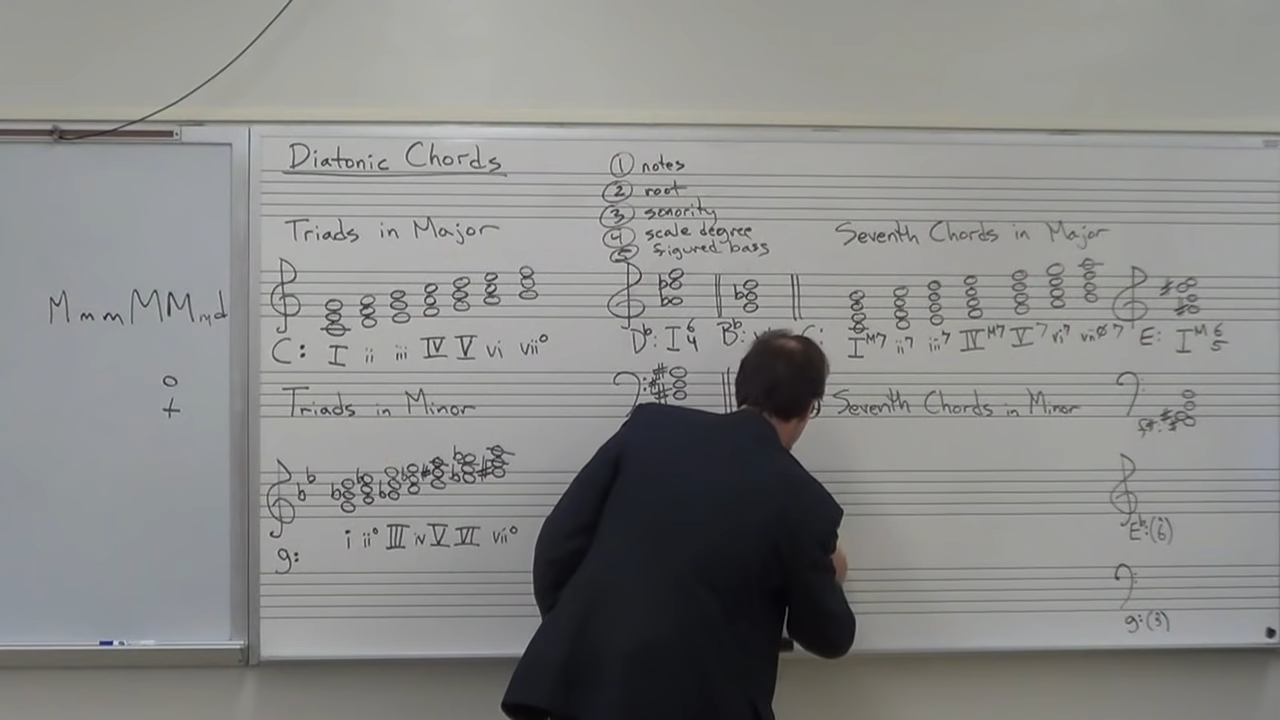 Diatonic Chords
① notes
② root
③ sonority
④ scale degree
⑤ figured bass
Triads in Major
Seventh Chords in Major
MmmMMmd
C: I ii iii IV V vi vii°
D♭: I 6 4
B♭:
C: I M7 ii7 iii7 IV M7 V7 vi7 viiø7
E: I M 6 5
o
+
Triads in Minor
Seventh Chords in Minor
f#:
g: i ii° III iv V VI vii°
E♭: (6̂)
g: (3̂)